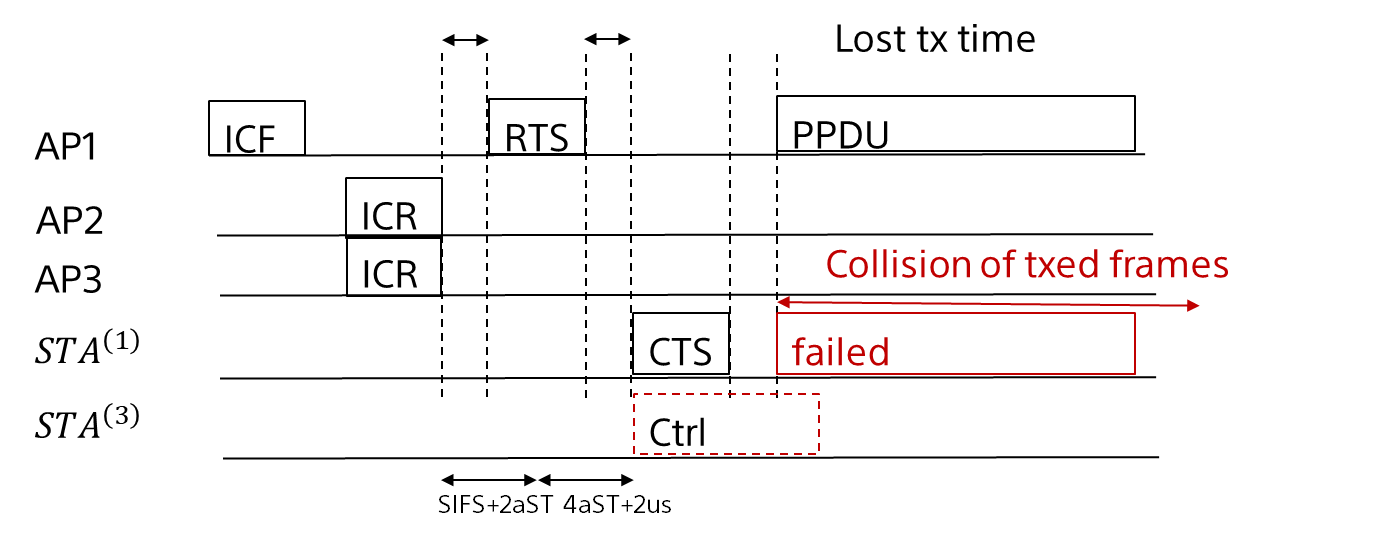 Lost tx time
AP1
ICF
RTS
PPDU
AP2
ICR
AP3
ICR
Collision of txed frames
STA⁽¹⁾
CTS
failed
STA⁽³⁾
Ctrl
SIFS+2aST 4aST+2us